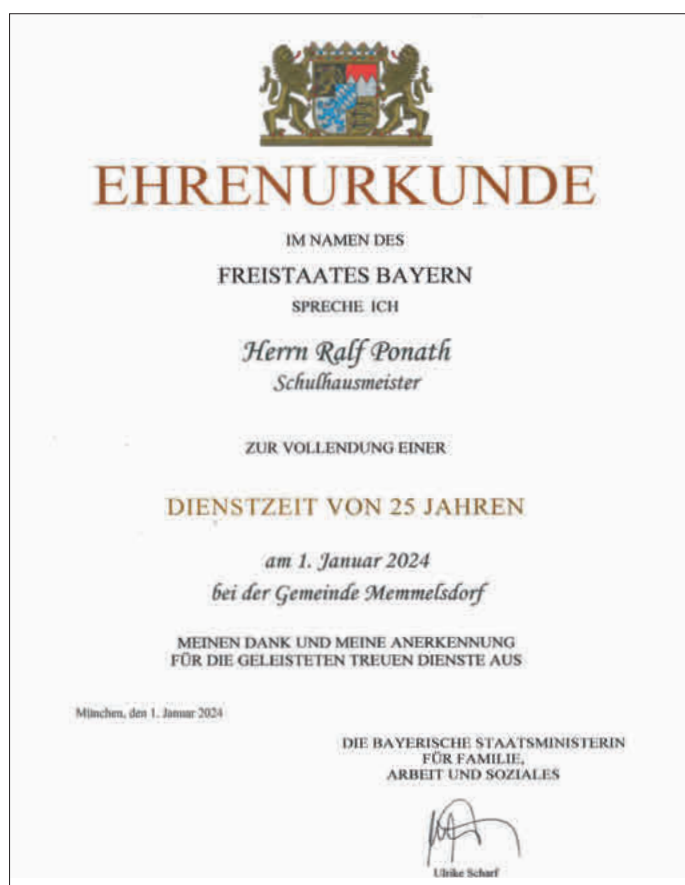 EHRENURKUNDE
IM NAMEN DES
FREISTAATES BAYERN
SPRECHE ICH
Herrn Ralf Ponath
Schulhausmeister
ZUR VOLLENDUNG EINER
DIENSTZEIT VON 25 JAHREN
am 1. Januar 2024
bei der Gemeinde Memmelsdorf
MEINEN DANK UND MEINE ANERKENNUNG
FÜR DIE GELEISTETEN TREUEN DIENSTE AUS
München, den 1. Januar 2024
DIE BAYERISCHE STAATSMINISTERIN
FÜR FAMILIE,
ARBEIT UND SOZIALES
Ulrike Scharf